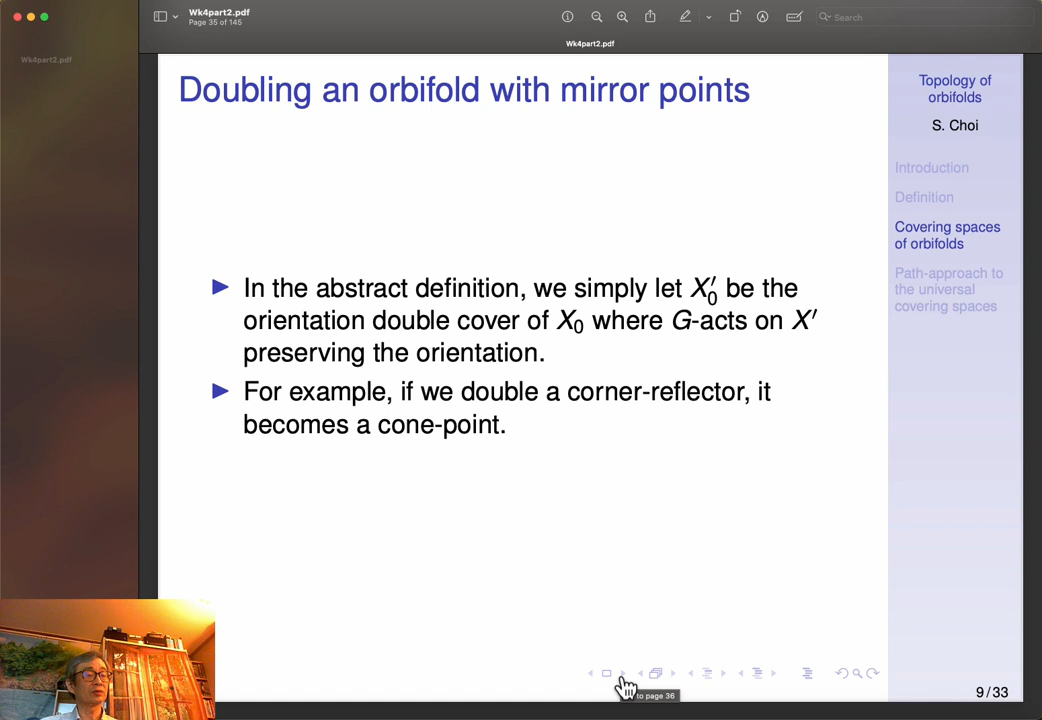 Wk4part2.pdf
Page 35 of 145
Search
Wk4part2.pdf
Wk4part2.pdf
Doubling an orbifold with mirror points
▶ In the abstract definition, we simply let X′₀ be the
orientation double cover of X₀ where G-acts on X′
preserving the orientation.
▶ For example, if we double a corner-reflector, it
becomes a cone-point.
Topology of
orbifolds
S. Choi
Introduction
Definition
Covering spaces
of orbifolds
Path-approach to
the universal
covering spaces
to page 36
9/33